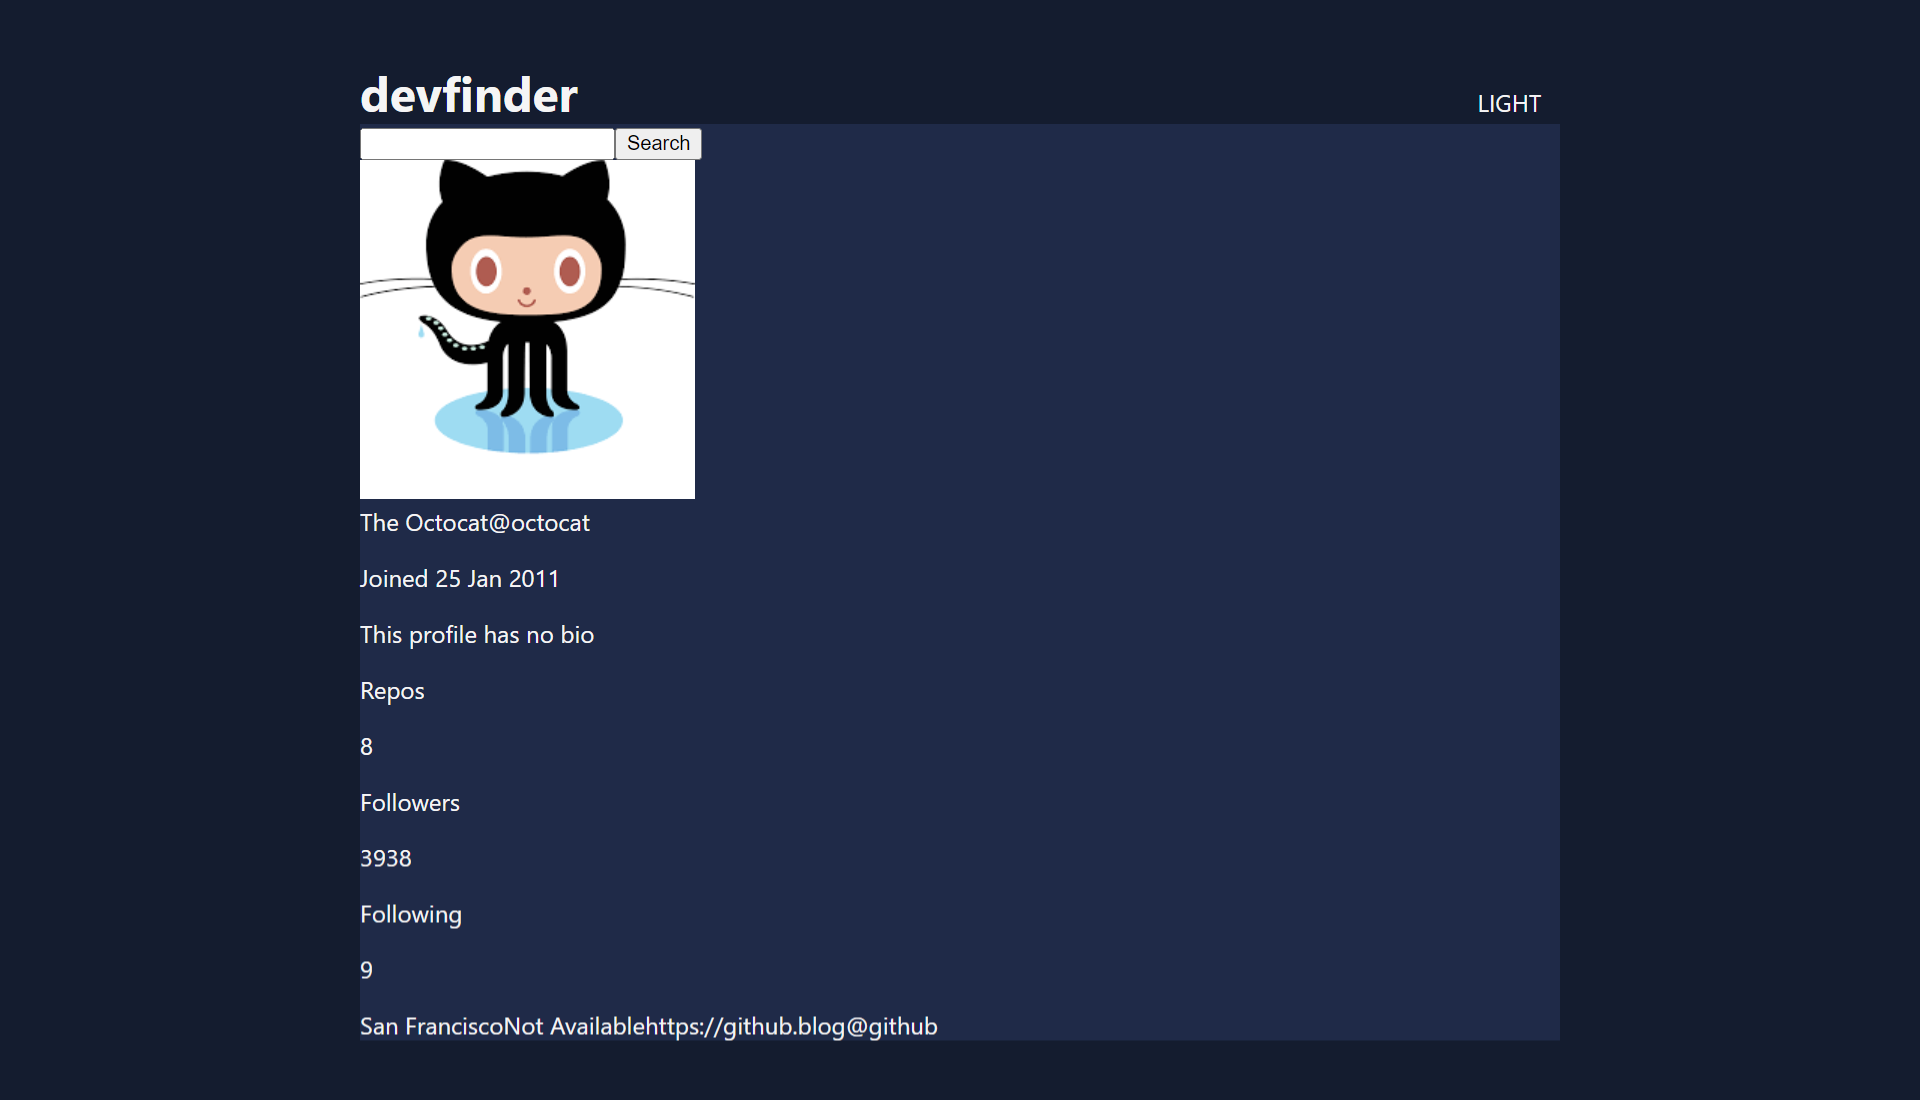 devfinder
LIGHT
Search
The Octocat@octocat
Joined 25 Jan 2011
This profile has no bio
Repos
8
Followers
3938
Following
9
San FranciscoNot Availablehttps://github.blog@github